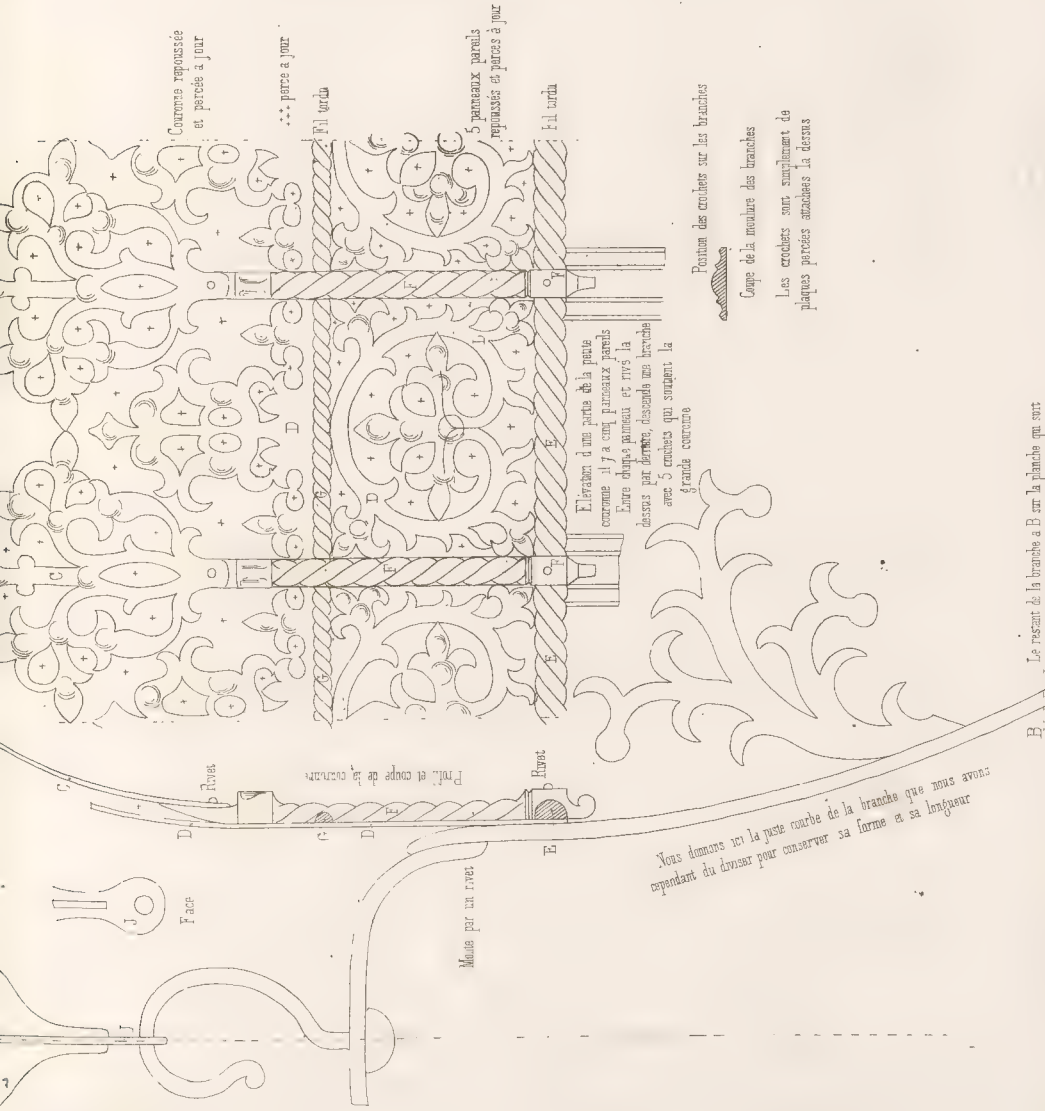 Couronne repoussée
et percée a jour
+++ perce a jour
Fil tordu
5 panneaux pareils
repoussés et percés à jour
Fil tordu
C
D
G
G
D
F
F
L
E
E
F
F
Elevation d'une partie de la petite
couronne il y a cinq panneaux pareils
Entre chaque panneau et rivé la
dessus par derrière, descende une branche
avec 5 crochets qui soutient la
grande couronne
Position des crochets sur les branches
Coupe de la moulure des branches
Les crochets sont simplement de
plaques percées attachées la dessus
C
D
Rivet
G
D
F
E
Rivet
Profil et coupe de la couronne
J
J
Face
Monte par un rivet
Nous donnons ici la juste courbe de la branche que nous avons
cependant du diviser pour conserver sa forme et sa longueur
B
Le restant de la branche a B sur la planche qui suit